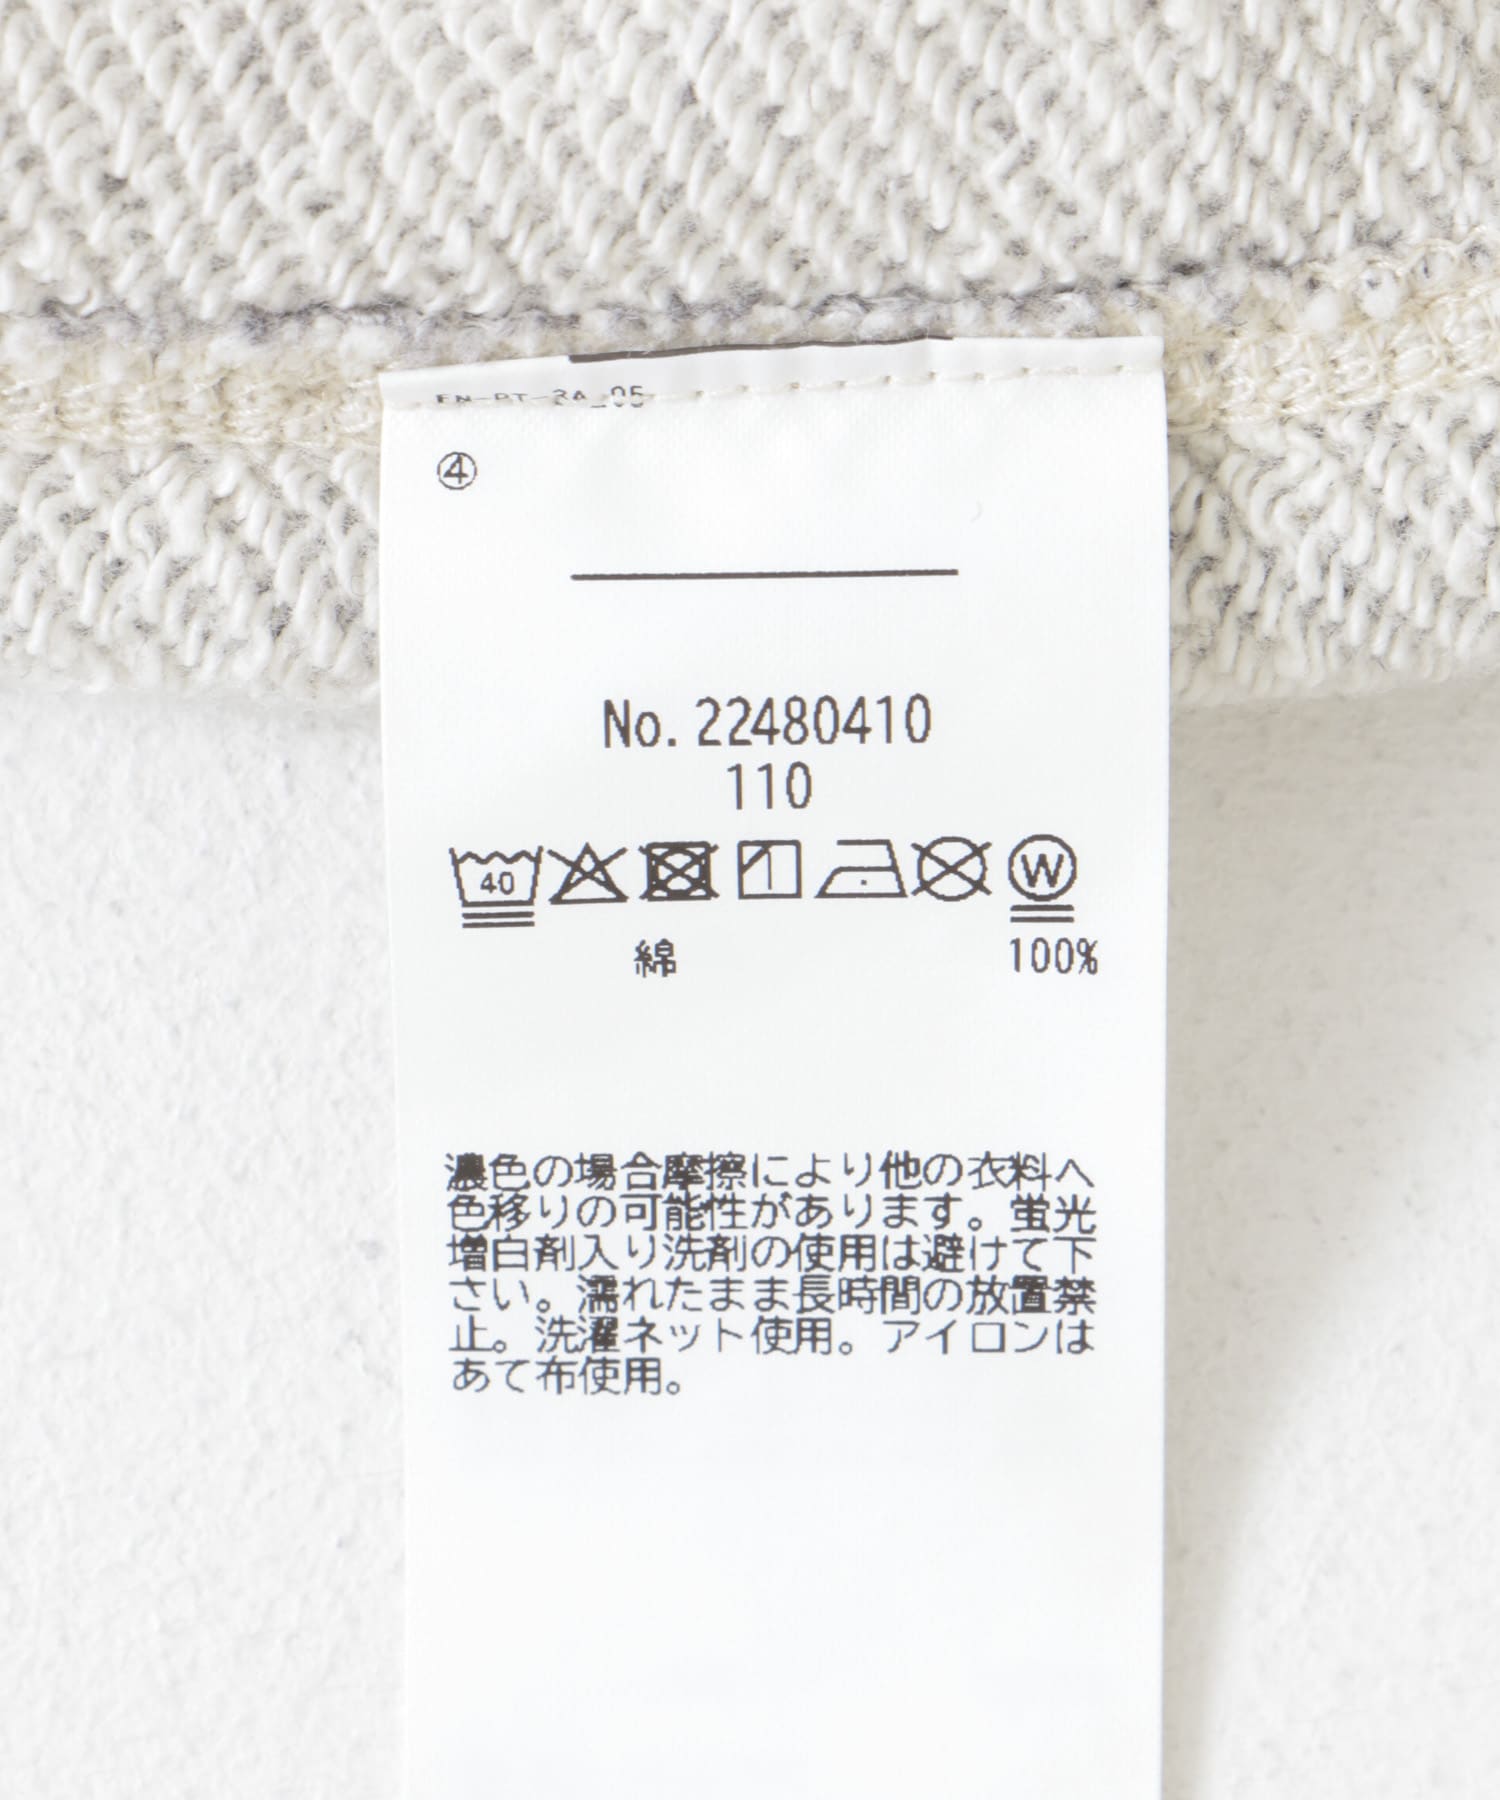 ④
No. 22480410
110
40 W
綿 100%
濃色の場合摩擦により他の衣料へ
色移りの可能性があります。蛍光
増白剤入り洗剤の使用は避けて下
さい。濡れたまま長時間の放置禁
止。洗濯ネット使用。アイロンは
あて布使用。